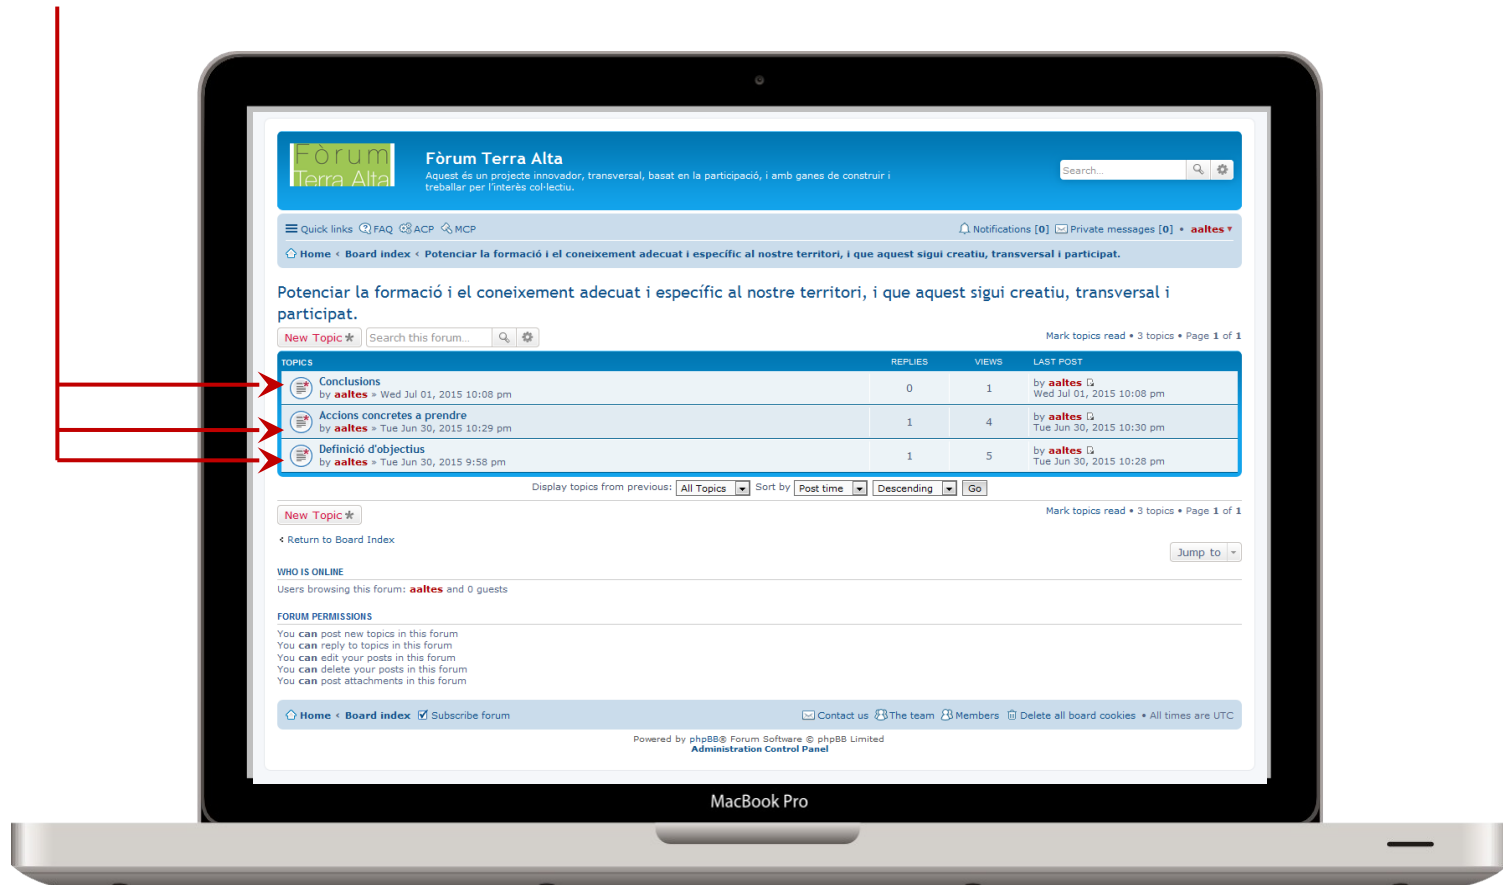 Fòrum
Terra Alta
Fòrum Terra Alta
Aquest és un projecte innovador, transversal, basat en la participació, i amb ganes de construir i
treballar per l'interès col·lectiu.
Search...
Quick links FAQ ACP MCP
Notifications [0] Private messages [0] • aaltes
Home ‹ Board index ‹ Potenciar la formació i el coneixement adecuat i específic al nostre territori, i que aquest sigui creatiu, transversal i participat.
Potenciar la formació i el coneixement adecuat i específic al nostre territori, i que aquest sigui creatiu, transversal i
participat.
New Topic Search this forum...
Mark topics read • 3 topics • Page 1 of 1
TOPICS REPLIES VIEWS LAST POST
Conclusions
by aaltes » Wed Jul 01, 2015 10:08 pm
0 1
by aaltes
Wed Jul 01, 2015 10:08 pm
Accions concretes a prendre
by aaltes » Tue Jun 30, 2015 10:29 pm
1 4
by aaltes
Tue Jun 30, 2015 10:30 pm
Definició d'objectius
by aaltes » Tue Jun 30, 2015 9:58 pm
1 5
by aaltes
Tue Jun 30, 2015 10:28 pm
Display topics from previous: All Topics Sort by Post time Descending Go
New Topic
Mark topics read • 3 topics • Page 1 of 1
‹ Return to Board Index
Jump to
WHO IS ONLINE
Users browsing this forum: aaltes and 0 guests
FORUM PERMISSIONS
You can post new topics in this forum
You can reply to topics in this forum
You can edit your posts in this forum
You can delete your posts in this forum
You can post attachments in this forum
Home ‹ Board index Subscribe forum
Contact us The team Members Delete all board cookies • All times are UTC
Powered by phpBB® Forum Software © phpBB Limited
Administration Control Panel
MacBook Pro